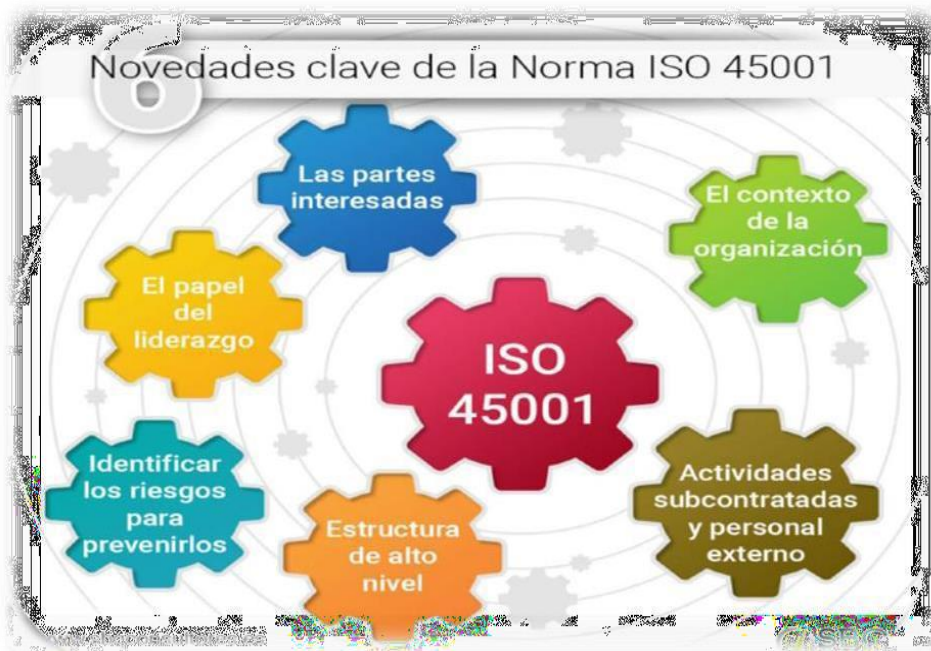 6
Novedades clave de la Norma ISO 45001
Las partes
interesadas
El contexto
de la
organización
El papel
del
liderazgo
ISO
45001
Identificar
los riesgos
para
prevenirlos
Estructura
de alto
nivel
Actividades
subcontratadas
y personal
externo